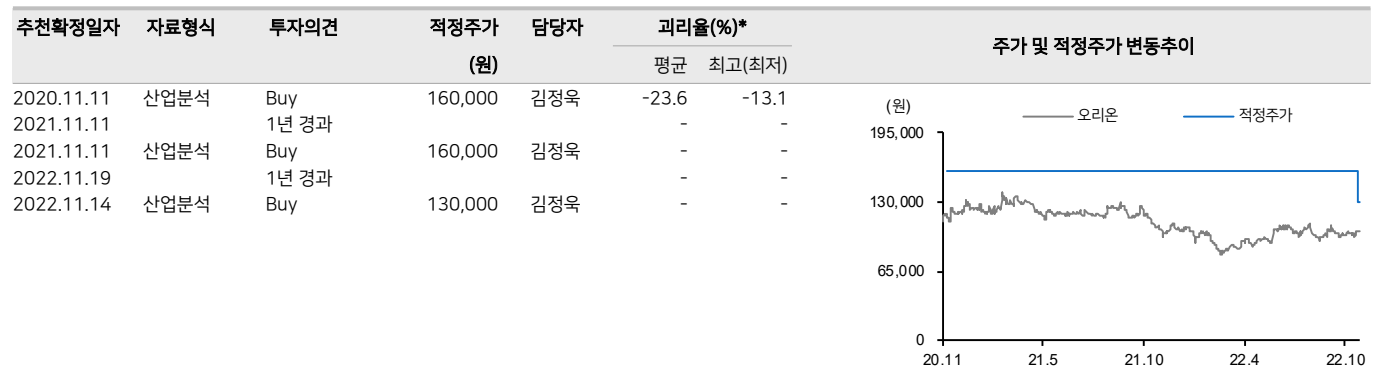 추천확정일자 자료형식 투자의견 적정주가 담당자 괴리율(%)* 주가 및 적정주가 변동추이
(원) 평균 최고(최저)
2020.11.11 산업분석 Buy 160,000 김정욱 -23.6 -13.1
2021.11.11 1년 경과 - -
2021.11.11 산업분석 Buy 160,000 김정욱 - -
2022.11.19 1년 경과 - -
2022.11.14 산업분석 Buy 130,000 김정욱 - -
(원) 오리온 적정주가
195,000
130,000
65,000
0
20.11 21.5 21.10 22.4 22.10